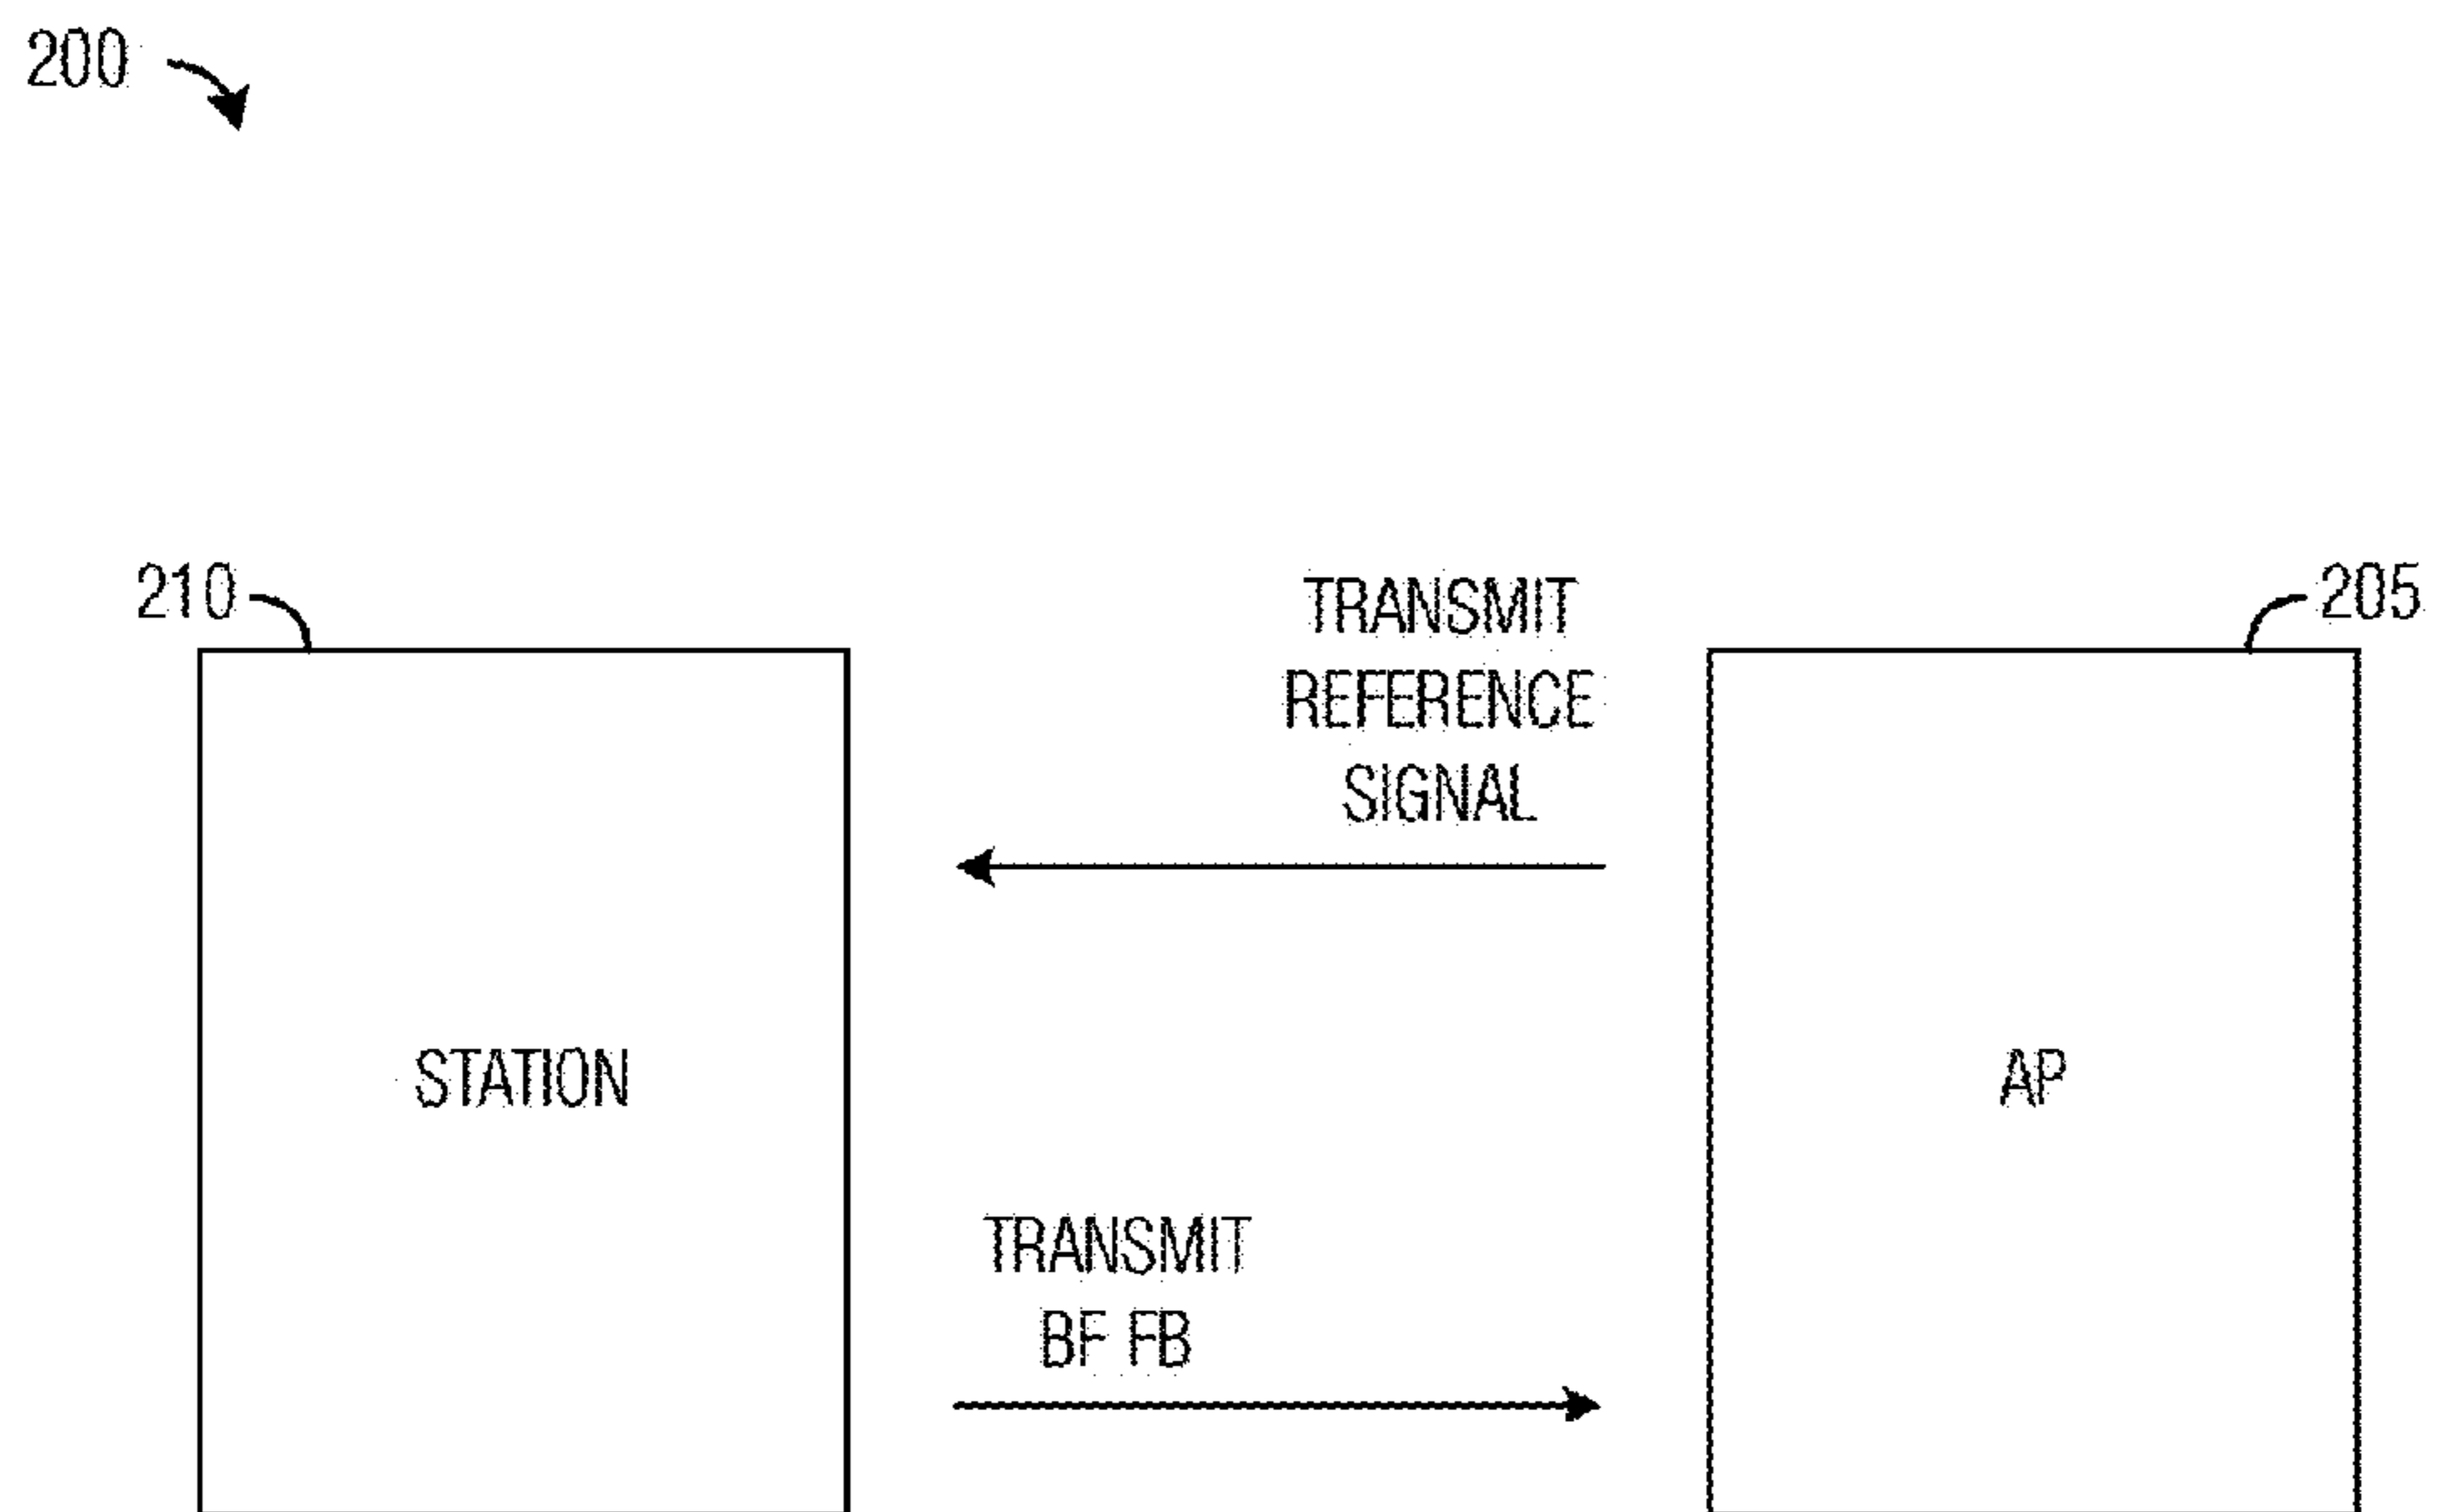 200
210
TRANSMIT
REFERENCE
SIGNAL
205
STATION
AP
TRANSMIT
BF FB